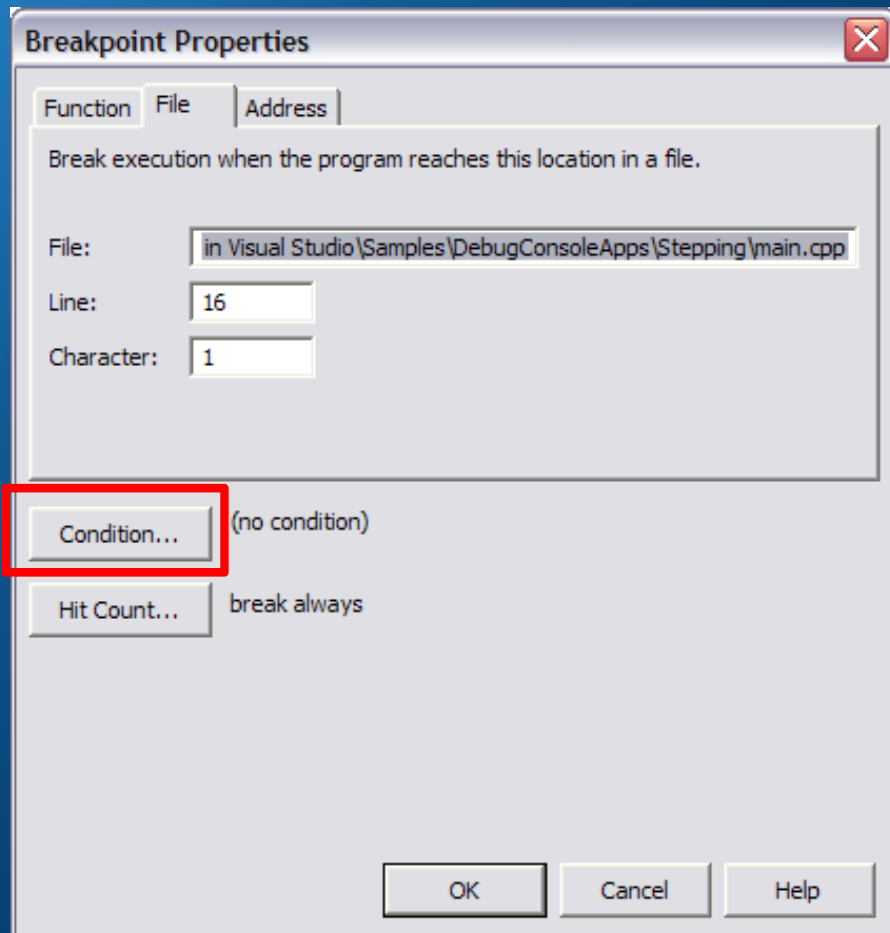 Breakpoint Properties
Function File Address
Break execution when the program reaches this location in a file.
File: in Visual Studio\Samples\DebugConsoleApps\Stepping\main.cpp
Line: 16
Character: 1
Condition... (no condition)
Hit Count... break always
OK Cancel Help